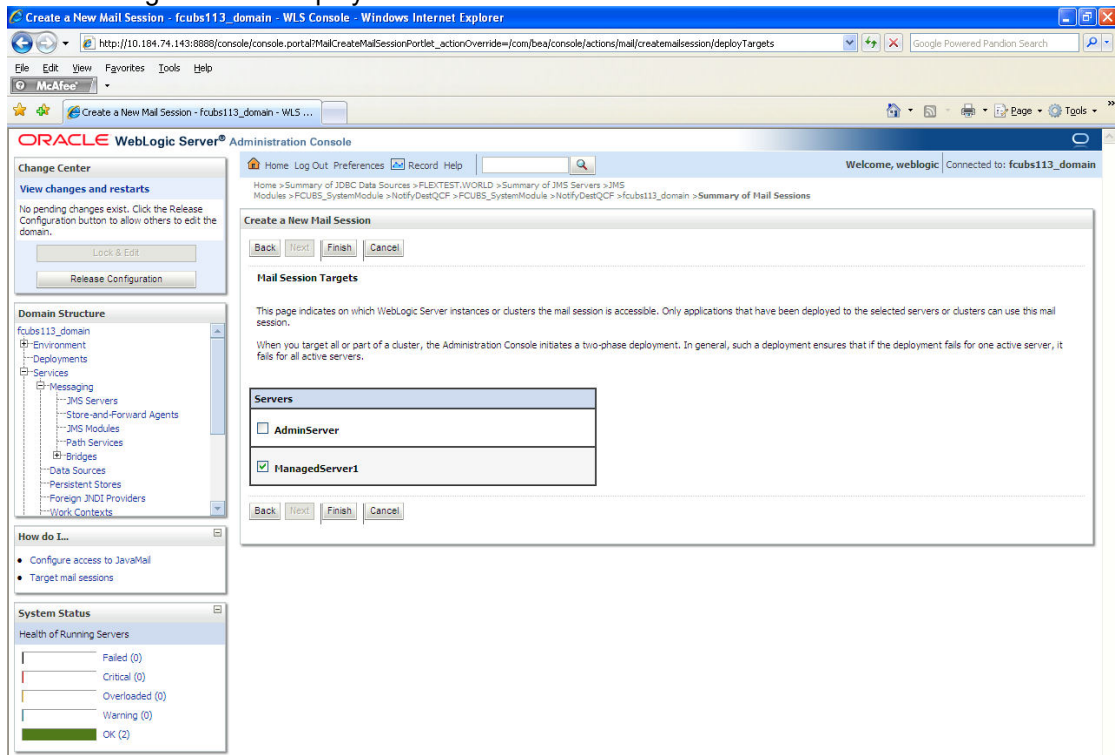 Create a New Mail Session - fcubs113_domain - WLS Console - Windows Internet Explorer
http://10.184.74.143:8888/console/console.portal?MailCreateMailSessionPortlet_actionOverride=/com/bea/console/actions/mail/createmailsession/deployTargets
Google Powered Pandion Search
File Edit View Favorites Tools Help
McAfee
Create a New Mail Session - fcubs113_domain - WLS ...
Page Tools
ORACLE WebLogic Server® Administration Console
Change Center
View changes and restarts
No pending changes exist. Click the Release
Configuration button to allow others to edit the
domain.
Lock & Edit
Release Configuration
Domain Structure
fcubs113_domain
Environment
Deployments
Services
Messaging
JMS Servers
Store-and-Forward Agents
JMS Modules
Path Services
Bridges
Data Sources
Persistent Stores
Foreign JNDI Providers
Work Contexts
How do I...
Configure access to JavaMail
Target mail sessions
System Status
Health of Running Servers
Failed (0)
Critical (0)
Overloaded (0)
Warning (0)
OK (2)
Home Log Out Preferences Record Help
Welcome, weblogic Connected to: fcubs113_domain
Home >Summary of JDBC Data Sources >FLEXTEST.WORLD >Summary of JMS Servers >JMS
Modules >FCUBS_SystemModule >NotifyDestQCF >FCUBS_SystemModule >NotifyDestQCF >fcubs113_domain >Summary of Mail Sessions
Create a New Mail Session
Back Next Finish Cancel
Mail Session Targets
This page indicates on which WebLogic Server instances or clusters the mail session is accessible. Only applications that have been deployed to the selected servers or clusters can use this mail
session.
When you target all or part of a cluster, the Administration Console initiates a two-phase deployment. In general, such a deployment ensures that if the deployment fails for one active server, it
fails for all active servers.
Servers
AdminServer
ManagedServer1
Back Next Finish Cancel